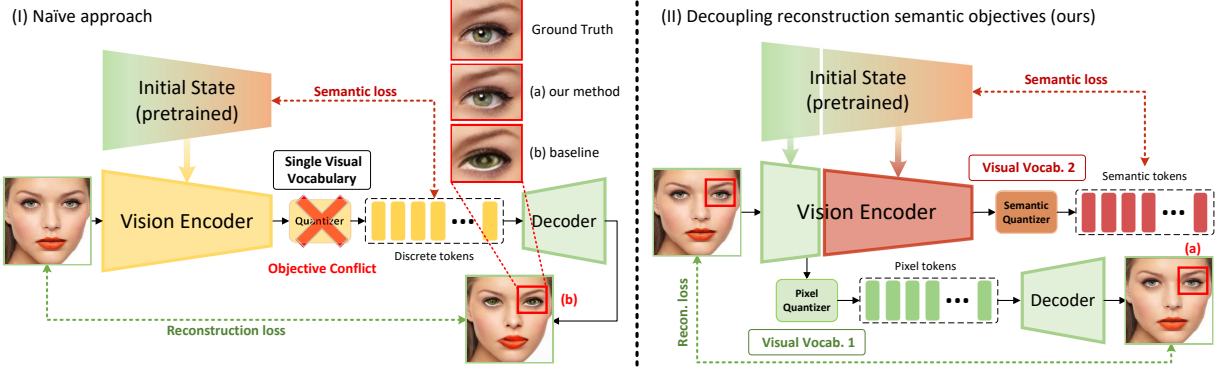 (I) Naïve approach
Ground Truth
(a) our method
(b) baseline
Initial State
(pretrained)
Semantic loss
Single Visual
Vocabulary
Vision Encoder
Quantizer
Objective Conflict
Discrete tokens
Decoder
(b)
Reconstruction loss
(II) Decoupling reconstruction semantic objectives (ours)
Initial State
(pretrained)
Semantic loss
Visual Vocab. 2
Vision Encoder
Semantic
Quantizer
Semantic tokens
(a)
Pixel
Quantizer
Pixel tokens
Decoder
Recon. loss
Visual Vocab. 1